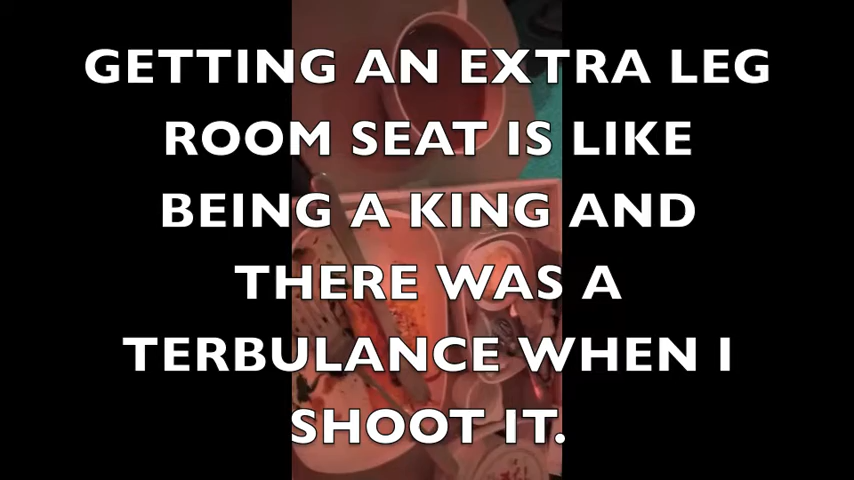 GETTING AN EXTRA LEG
ROOM SEAT IS LIKE
BEING A KING AND
THERE WAS A
TERBULANCE WHEN I
SHOOT IT.